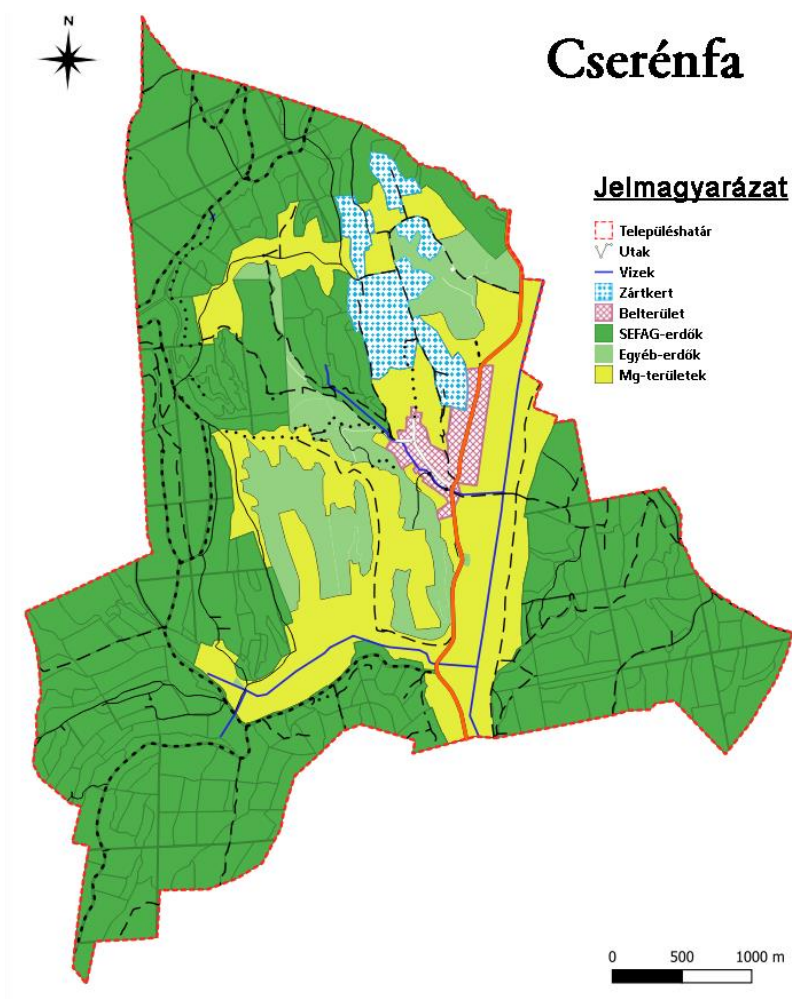 N
Cserénfa
Jelmagyarázat
Településhatár
Utak
Vizek
Zártkert
Belterület
SEFAG-erdők
Egyéb-erdők
Mg-területek
0 500 1000 m